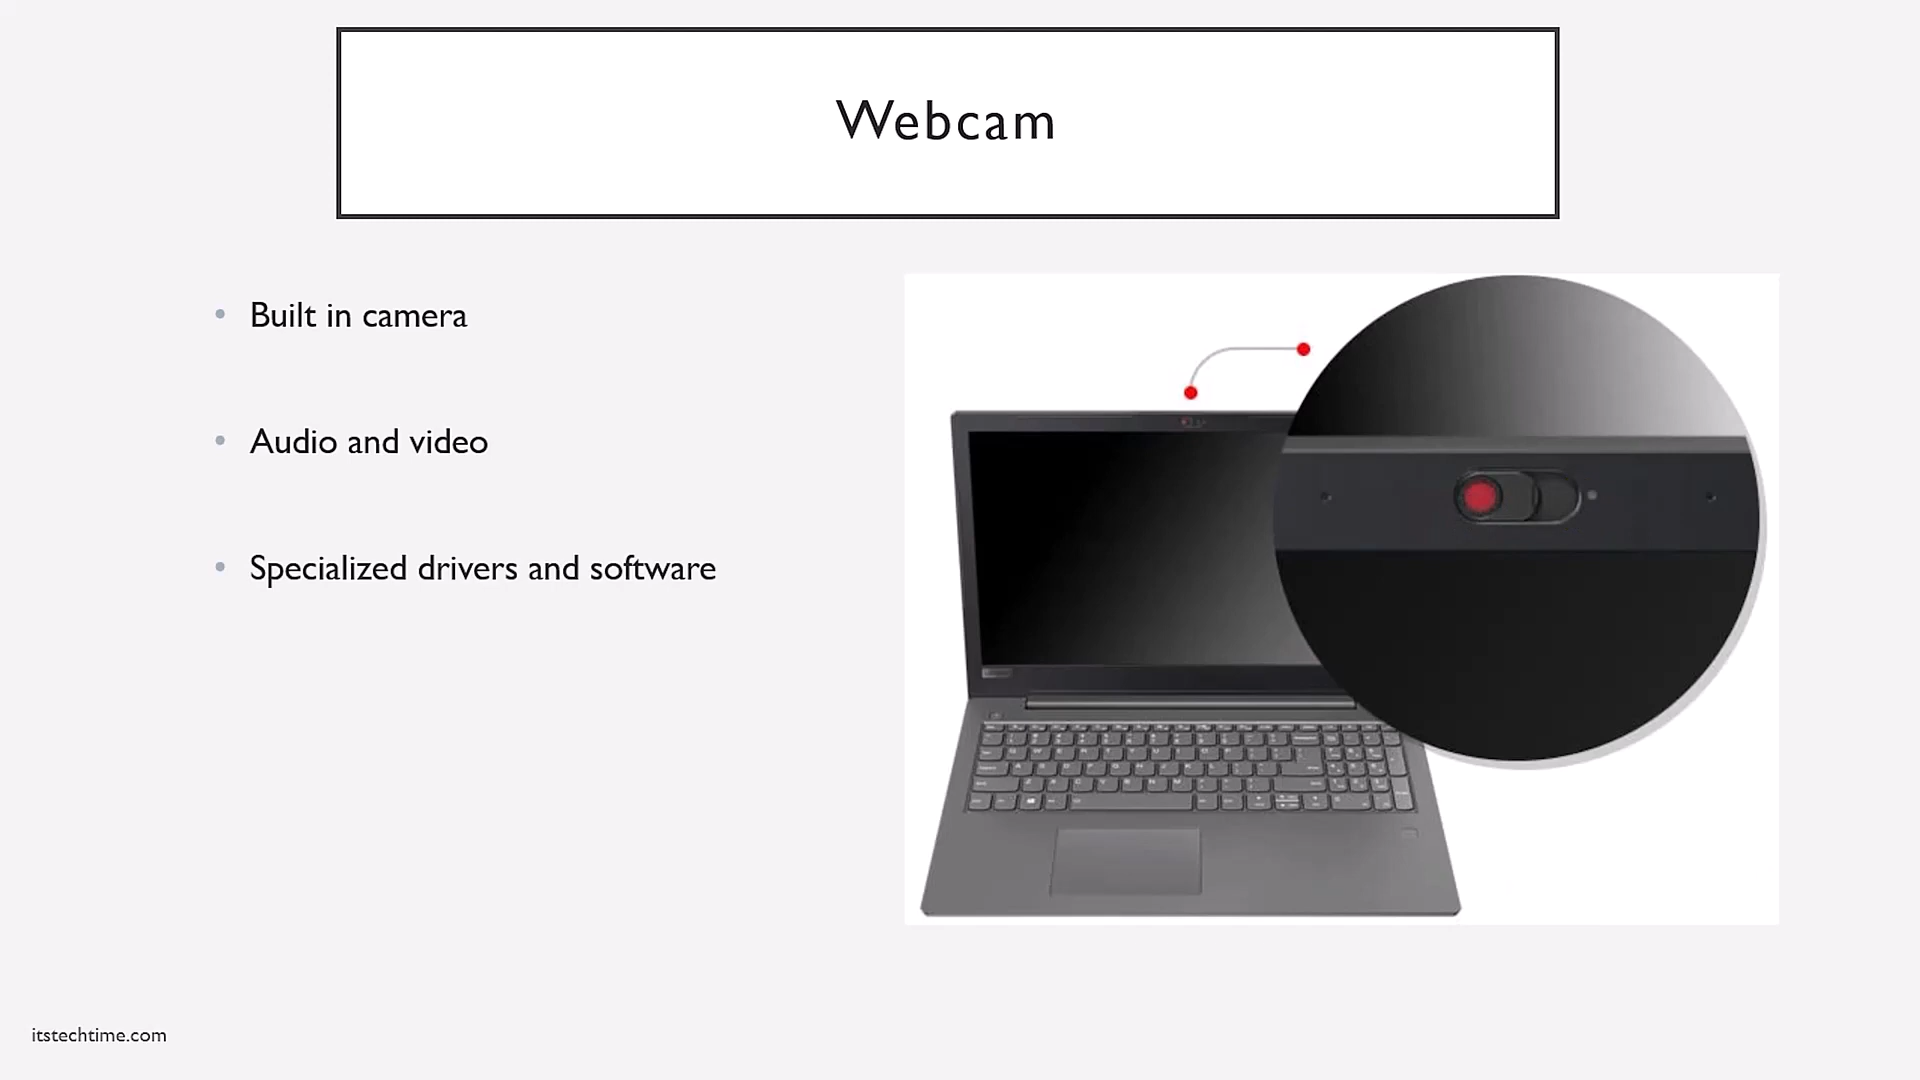 Webcam
• Built in camera
• Audio and video
• Specialized drivers and software
itstechtime.com